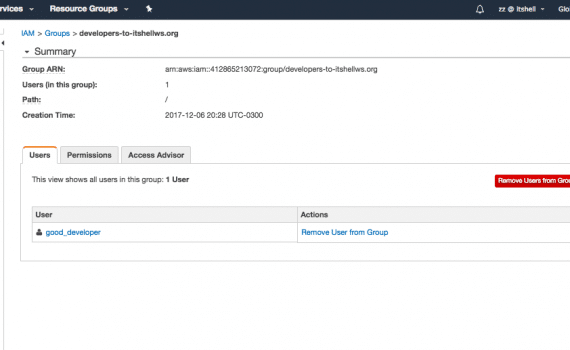 Resource Groups
zz @ itshell
IAM > Groups > developers-to-itshellws.org
Summary
Group ARN: arn:aws:iam::412865213072:group/developers-to-itshellws.org
Users (in this group): 1
Path: /
Creation Time: 2017-12-06 20:28 UTC-0300
Users Permissions Access Advisor
This view shows all users in this group: 1 User
Remove Users from
User Actions
good_developer Remove User from Group